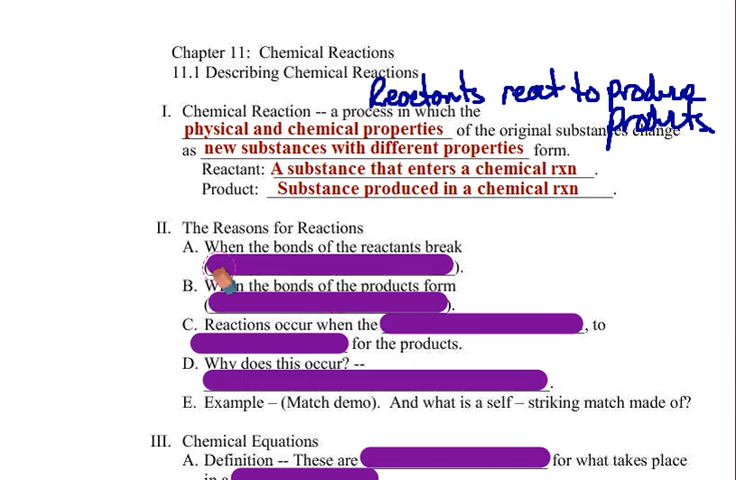 Chapter 11: Chemical Reactions
11.1 Describing Chemical Reactions
Reactants react to produce
products
I. Chemical Reaction -- a process in which the
physical and chemical properties of the original substances change
as new substances with different properties form.
Reactant: A substance that enters a chemical rxn .
Product: Substance produced in a chemical rxn .
II. The Reasons for Reactions
A. When the bonds of the reactants break
( ).
B. When the bonds of the products form
( ).
C. Reactions occur when the , to
for the products.
D. Why does this occur? --
.
E. Example – (Match demo). And what is a self – striking match made of?
III. Chemical Equations
A. Definition -- These are for what takes place
in a